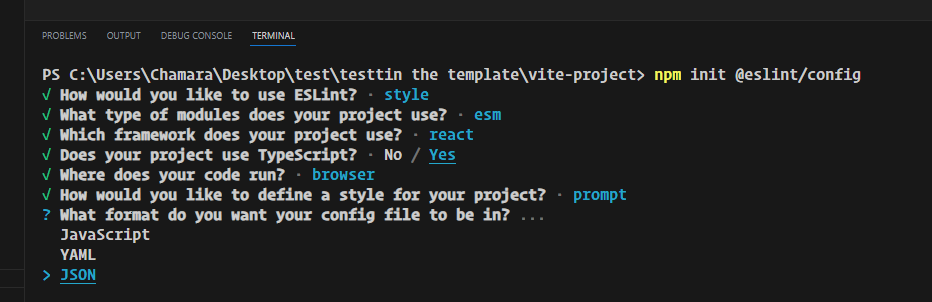 PROBLEMS OUTPUT DEBUG CONSOLE TERMINAL
PS C:\Users\Chamara\Desktop\test\testtin the template\vite-project> npm init @eslint/config
√ How would you like to use ESLint? · style
√ What type of modules does your project use? · esm
√ Which framework does your project use? · react
√ Does your project use TypeScript? · No / Yes
√ Where does your code run? · browser
√ How would you like to define a style for your project? · prompt
? What format do you want your config file to be in? ...
JavaScript
YAML
> JSON